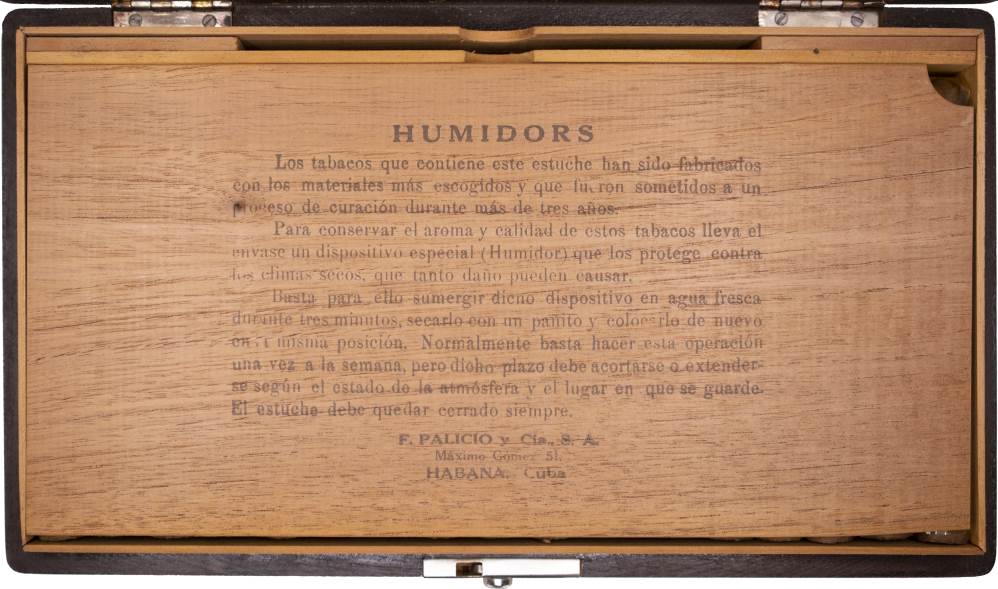 HUMIDORS
Los tabacos que contiene este estuche han sido fabricados
con los materiales más escogidos y que fueron sometidos a un
proceso de curación durante más de tres años.
Para conservar el aroma y calidad de estos tabacos lleva el
envase un dispositivo especial (Humidor) que los protege contra
los climas secos, que tanto daño pueden causar.
Basta para ello sumergir dicho dispositivo en agua fresca
durante tres minutos, secarlo con un pañito y colocarlo de nuevo
en la misma posición. Normalmente basta hacer esta operación
una vez a la semana, pero dicho plazo debe acortarse o extender-
se según el estado de la atmósfera y el lugar en que se guarde.
El estuche debe quedar cerrado siempre.
F. PALICIO y Cía., S. A.
Máximo Gómez 51.
HABANA, Cuba